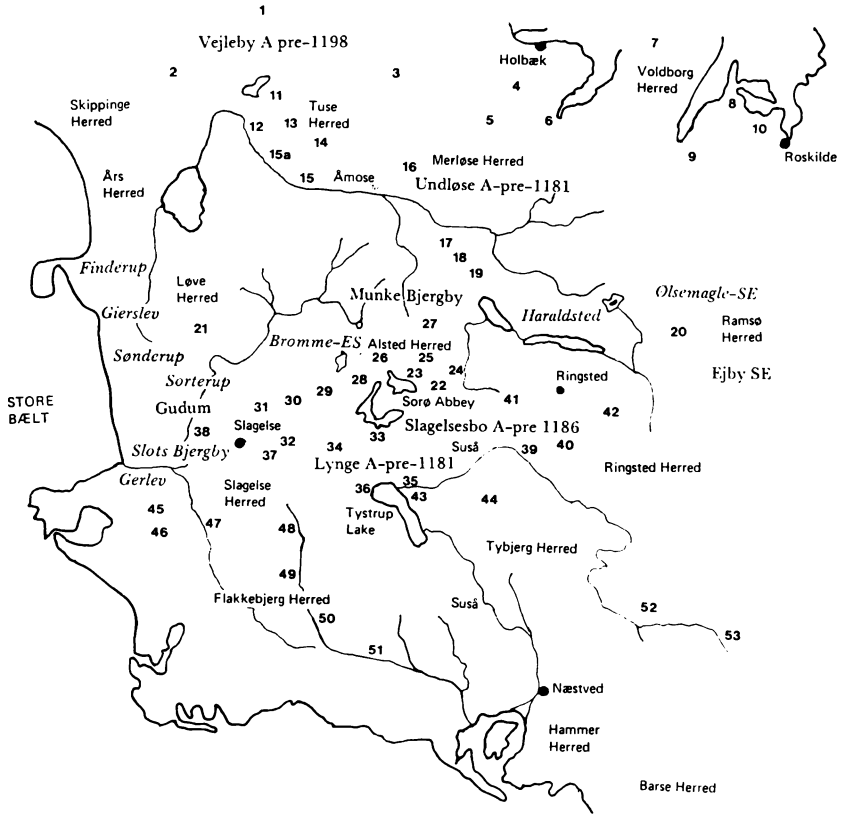 1
Vejleby A pre-1198
7
Holbæk
2
3
Voldborg
Herred
4
11
Skippinge
Herred
Tuse
Herred
8
12
13
5
6
10
14
15a
9
Roskilde
Års
Herred
15
Åmose
16
Merløse Herred
Undløse A-pre-1181
17
18
19
Finderup
Løve
Herred
Munke Bjergby
Ølsemagle-SE
Gierslev
Haraldsted
21
27
20
Ramsø
Herred
Bromme-ES
Alsted Herred
Sønderup
26
25
24
Ejby SE
Sorterup
28
23
22
Ringsted
29
STORE
BÆLT
Gudum
31
30
Sorø Abbey
41
42
Slagelse
Slagelsesbo A-pre 1186
38
33
32
34
Suså
39
40
Slots Bjergby
37
Lynge A-pre-1181
Ringsted Herred
Gerlev
Slagelse
Herred
36
35
43
44
45
Tystrup
Lake
47
48
46
Tybjerg Herred
49
Flakkebjerg Herred
Suså
50
52
51
53
Næstved
Hammer
Herred
Barse Herred